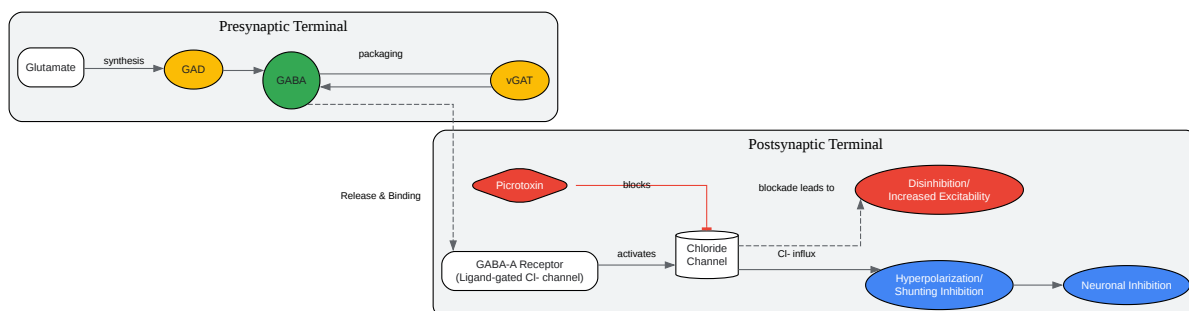 Presynaptic Terminal
Glutamate
synthesis
GAD
GABA
packaging
vGAT
Release & Binding
Postsynaptic Terminal
Picrotoxin
blocks
blockade leads to
Disinhibition/
Increased Excitability
GABA-A Receptor
(Ligand-gated Cl- channel)
activates
Chloride
Channel
Cl- influx
Hyperpolarization/
Shunting Inhibition
Neuronal Inhibition